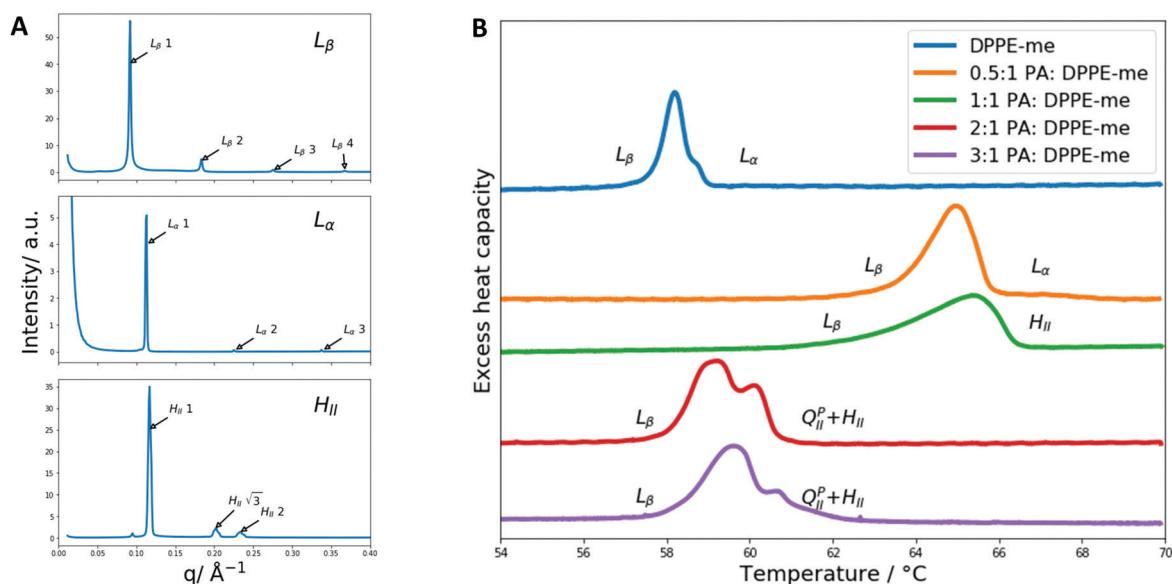 A
Intensity/ a.u.
50
40
30
20
10
0
Lβ 1
Lβ 2
Lβ 3
Lβ 4
Lβ
5
4
3
2
1
0
Lα 1
Lα 2
Lα 3
Lα
35
30
25
20
15
10
5
0
HII 1
HII √3
HII 2
HII
0.00 0.05 0.10 0.15 0.20 0.25 0.30 0.35 0.40
q/ Å⁻¹
B
Excess heat capacity
DPPE-me
0.5:1 PA: DPPE-me
1:1 PA: DPPE-me
2:1 PA: DPPE-me
3:1 PA: DPPE-me
Lβ Lα
Lβ Lα
Lβ HII
Lβ Q_II^P+HII
Lβ Q_II^P+HII
54 56 58 60 62 64 66 68 70
Temperature / °C